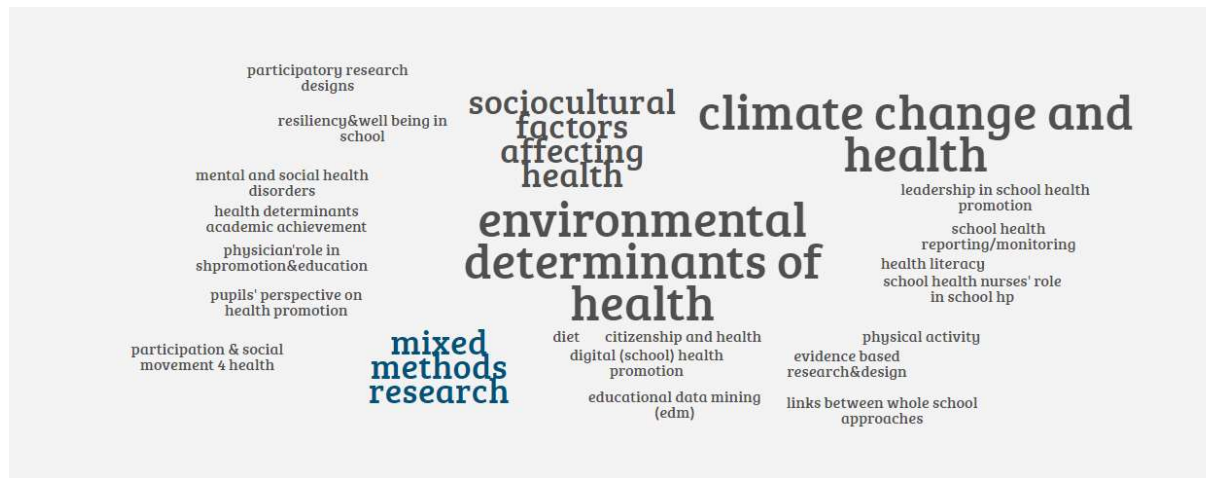 participatory research
designs
resiliency&well being in
school
mental and social health
disorders
health determinants
academic achievement
physician'role in
shpromotion&education
pupils' perspective on
health promotion
participation & social
movement 4 health
sociocultural
factors
affecting
health
climate change and
health
environmental
determinants of
health
mixed
methods
research
leadership in school health
promotion
school health
reporting/monitoring
health literacy
school health nurses' role
in school hp
diet
citizenship and health
digital (school) health
promotion
educational data mining
(edm)
physical activity
evidence based
research&design
links between whole school
approaches